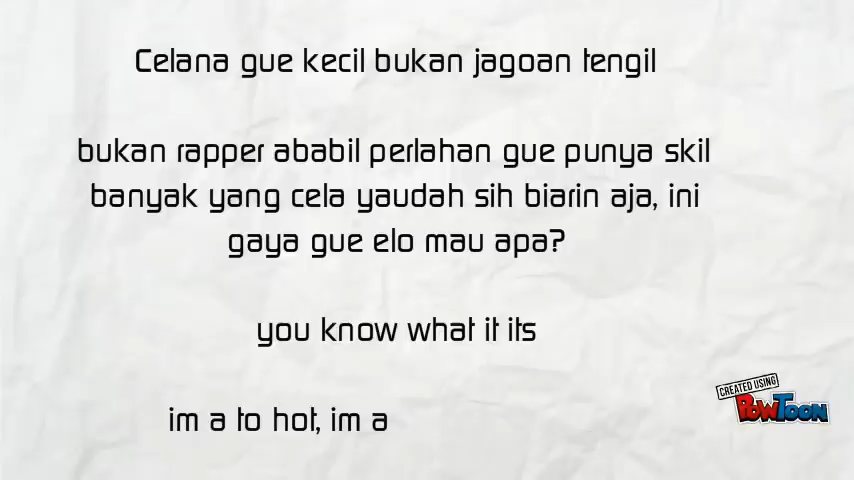 Celana gue kecil bukan jagoan tengil
bukan rapper ababil perlahan gue punya skil
banyak yang cela yaudah sih biarin aja, ini
gaya gue elo mau apa?
you know what it its
im a to hot, im a
CREATED USING
POWTOON